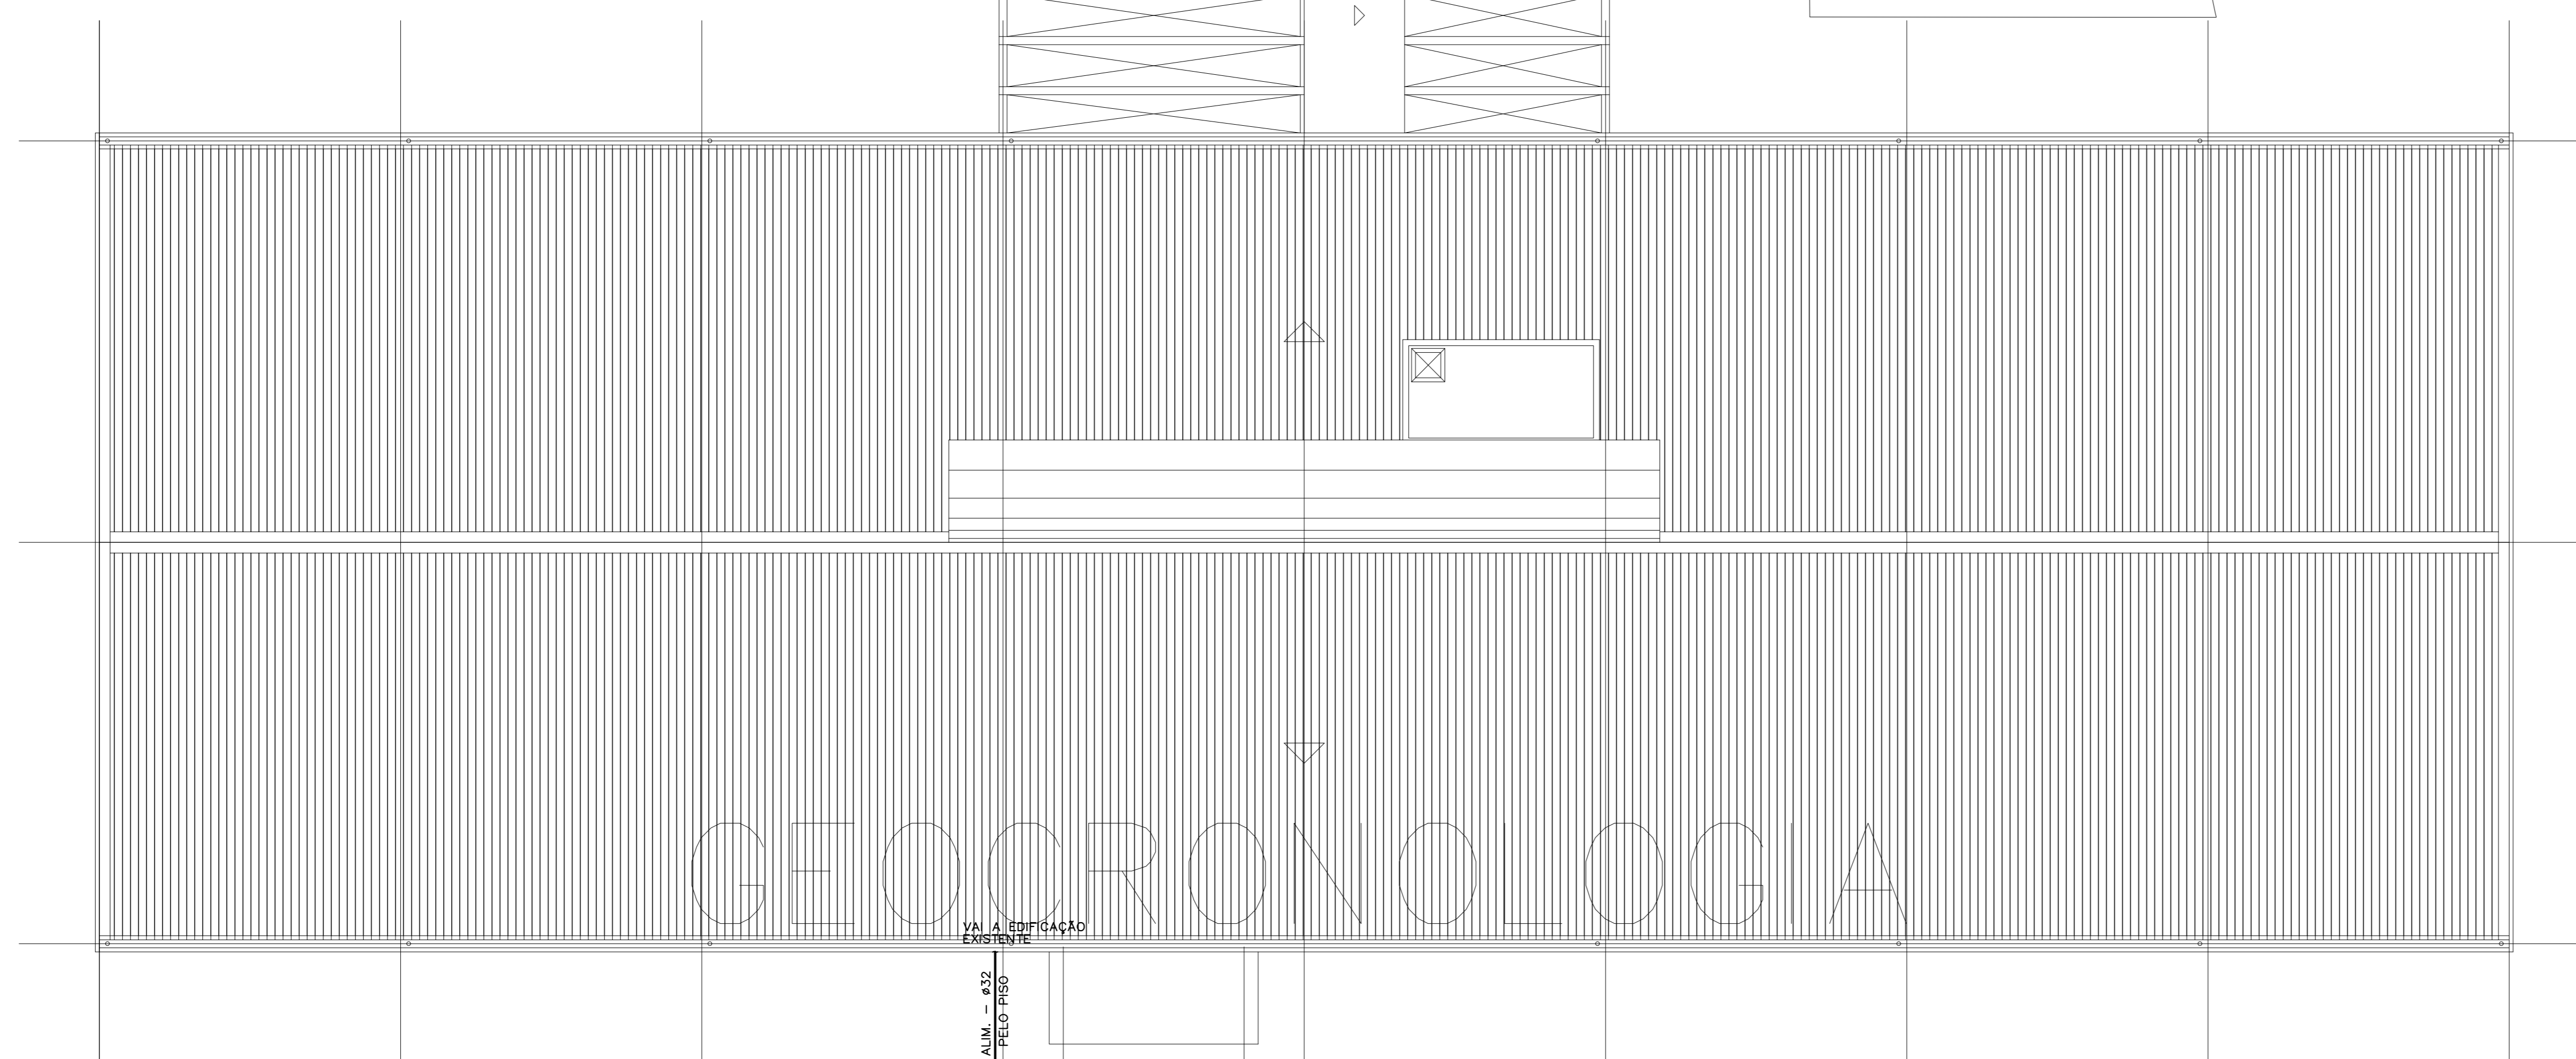 GEOCRONOLOGIA
VAI A EDIFICAÇÃO
EXISTENTE
ALIM. - ø32
PELO PISO